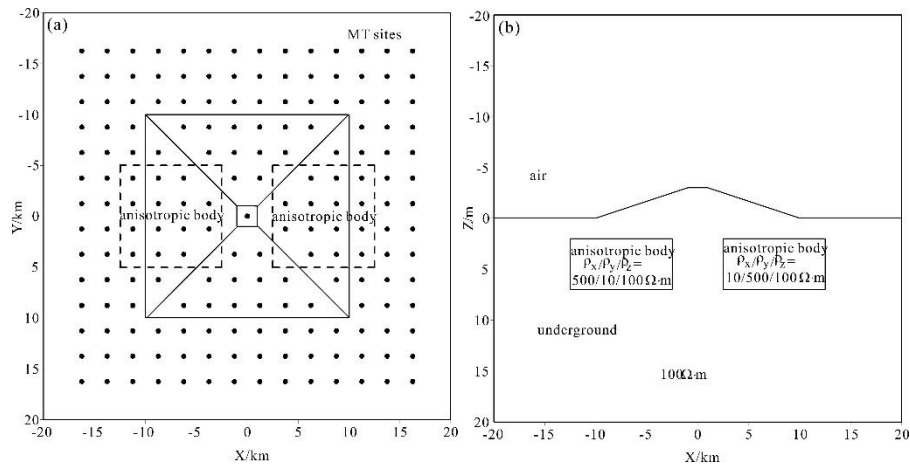 (a)
MT sites
-20
-15
-10
-5
0
5
10
15
20
Y/km
anisotropic body
anisotropic body
-20
-15
-10
-5
0
5
10
15
20
X/km
(b)
-20
-15
-10
-5
0
5
10
15
20
Z/m
air
anisotropic body
ρx/ρy/ρz=
500/10/100Ω·m
anisotropic body
ρx/ρy/ρz=
10/500/100Ω·m
underground
100Ω·m
-20
-15
-10
-5
0
5
10
15
20
X/km